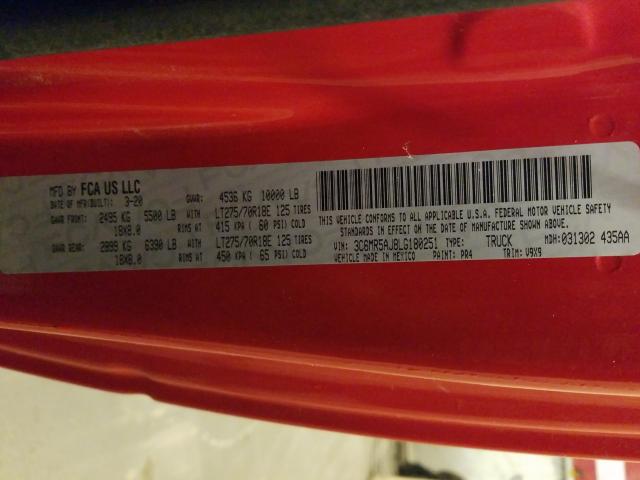 MFD BY FCA US LLC
DATE OF MFR(BUILT): 3-20 GVWR: 4536 KG 10000 LB
GAWR FRONT: 2495 KG 5500 LB WITH LT275/70R18E 125 TIRES
18X8.0 RIMS AT 415 KPA ( 60 PSI) COLD
GAWR REAR: 2899 KG 6390 LB WITH LT275/70R18E 125 TIRES
18X8.0 RIMS AT 450 KPA ( 65 PSI) COLD
THIS VEHICLE CONFORMS TO ALL APPLICABLE U.S.A. FEDERAL MOTOR VEHICLE SAFETY
STANDARDS IN EFFECT ON THE DATE OF MANUFACTURE SHOWN ABOVE.
VIN: 3C6MR5AJ8LG180251 TYPE: TRUCK MDH: 031302 435AA
VEHICLE MADE IN MEXICO PAINT: PR4 TRIM: V9X9